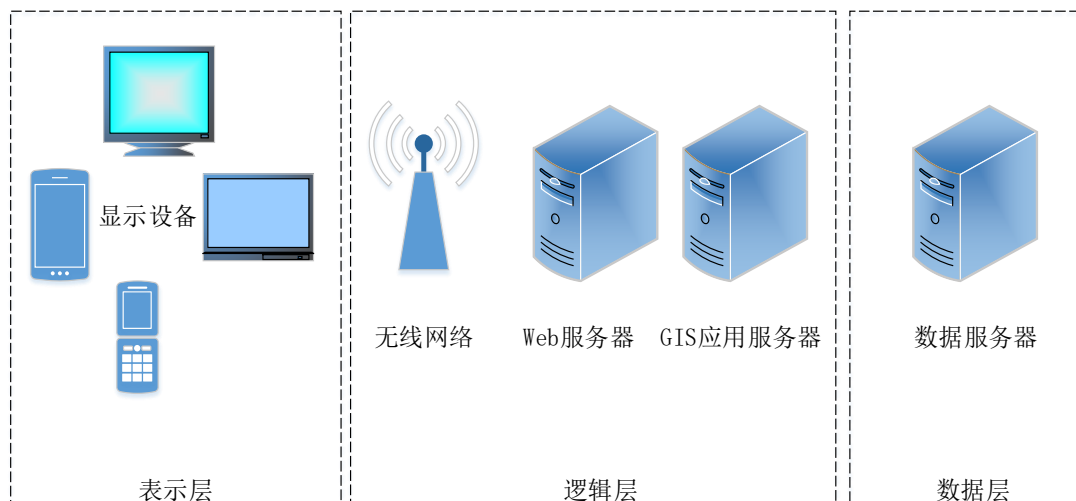 显示设备
无线网络
Web服务器
GIS应用服务器
数据服务器
表示层
逻辑层
数据层